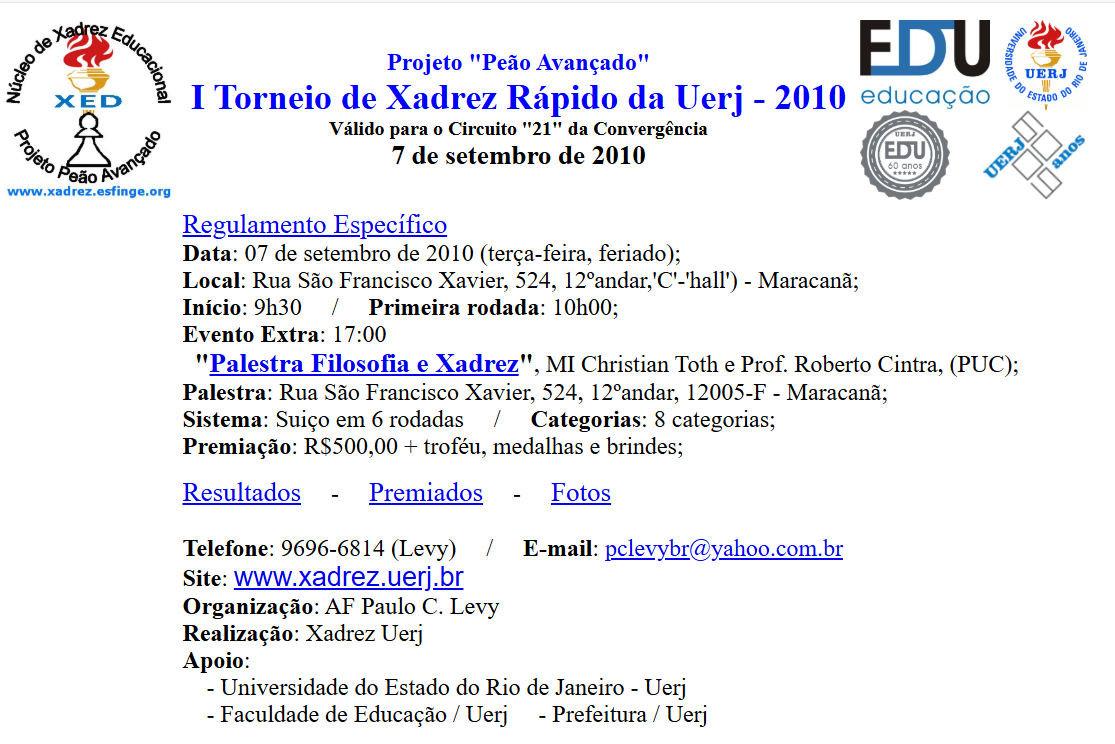 Núcleo de Xadrez Educacional
XED
Projeto Peão Avançado
www.xadrez.esfinge.org
Projeto "Peão Avançado"
I Torneio de Xadrez Rápido da Uerj - 2010
Válido para o Circuito "21" da Convergência
7 de setembro de 2010
EDU
educação
UNIVERSIDADE DO ESTADO DO RIO DE JANEIRO
UERJ
UERJ
EDU
60 anos
UERJ
anos
Regulamento Específico
Data: 07 de setembro de 2010 (terça-feira, feriado);
Local: Rua São Francisco Xavier, 524, 12ºandar,'C'-'hall') - Maracanã;
Início: 9h30 / Primeira rodada: 10h00;
Evento Extra: 17:00
"Palestra Filosofia e Xadrez", MI Christian Toth e Prof. Roberto Cintra, (PUC);
Palestra: Rua São Francisco Xavier, 524, 12ºandar, 12005-F - Maracanã;
Sistema: Suiço em 6 rodadas / Categorias: 8 categorias;
Premiação: R$500,00 + troféu, medalhas e brindes;
Resultados - Premiados - Fotos
Telefone: 9696-6814 (Levy) / E-mail: pclevybr@yahoo.com.br
Site: www.xadrez.uerj.br
Organização: AF Paulo C. Levy
Realização: Xadrez Uerj
Apoio:
- Universidade do Estado do Rio de Janeiro - Uerj
- Faculdade de Educação / Uerj - Prefeitura / Uerj